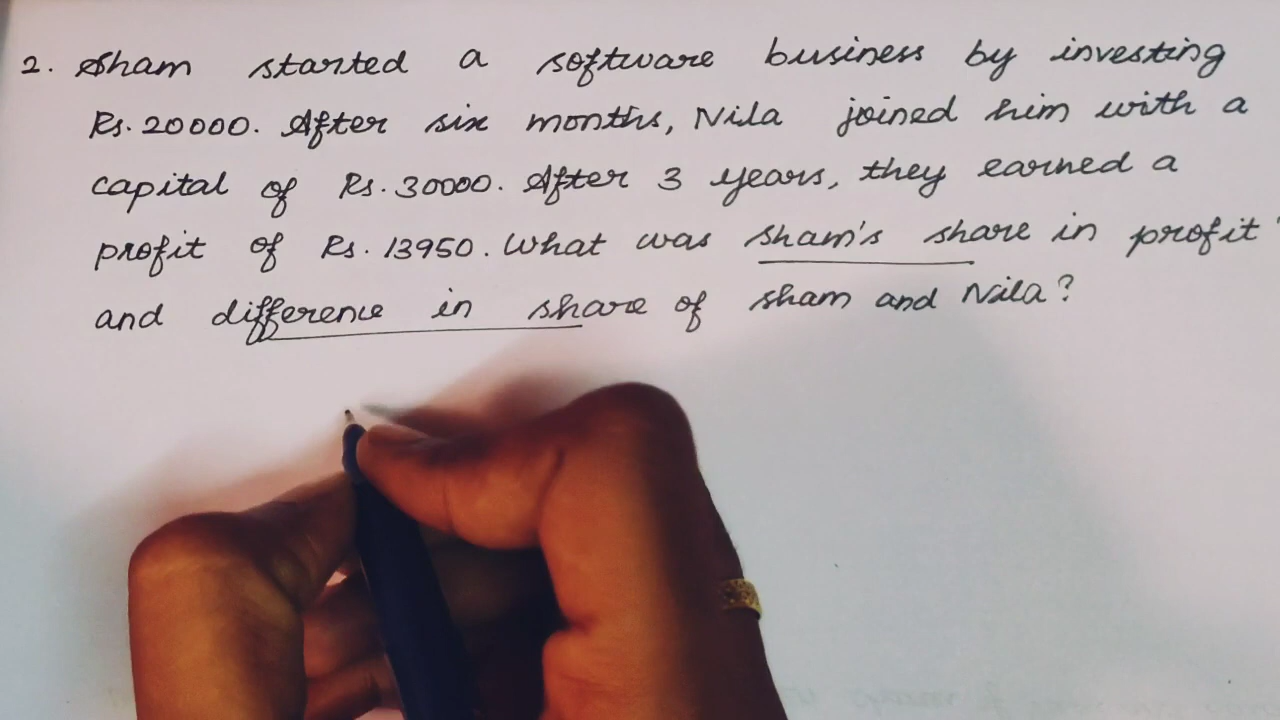 2. Sham started a software business by investing
Rs. 20000. After six months, Nila joined him with a
capital of Rs. 30000. After 3 years, they earned a
profit of Rs. 13950. What was sham's share in profit
and difference in share of sham and Nila?